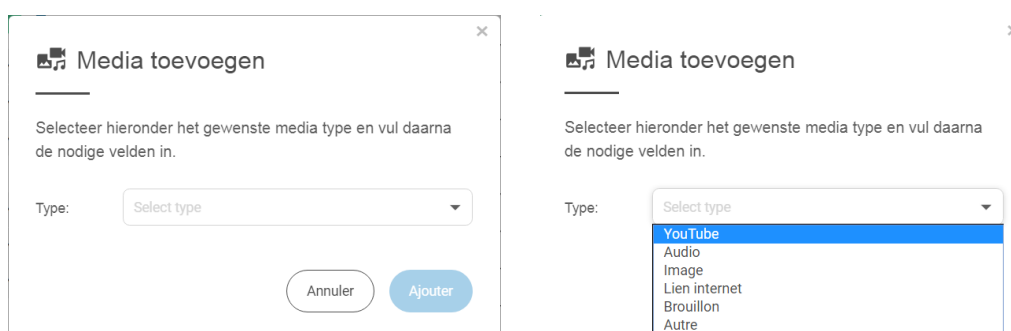 Media toevoegen
Selecteer hieronder het gewenste media type en vul daarna
de nodige velden in.
Type:
Select type
Annuler
Ajouter
Media toevoegen
Selecteer hieronder het gewenste media type en vul daarna
de nodige velden in.
Type:
Select type
YouTube
Audio
Image
Lien internet
Brouillon
Autre